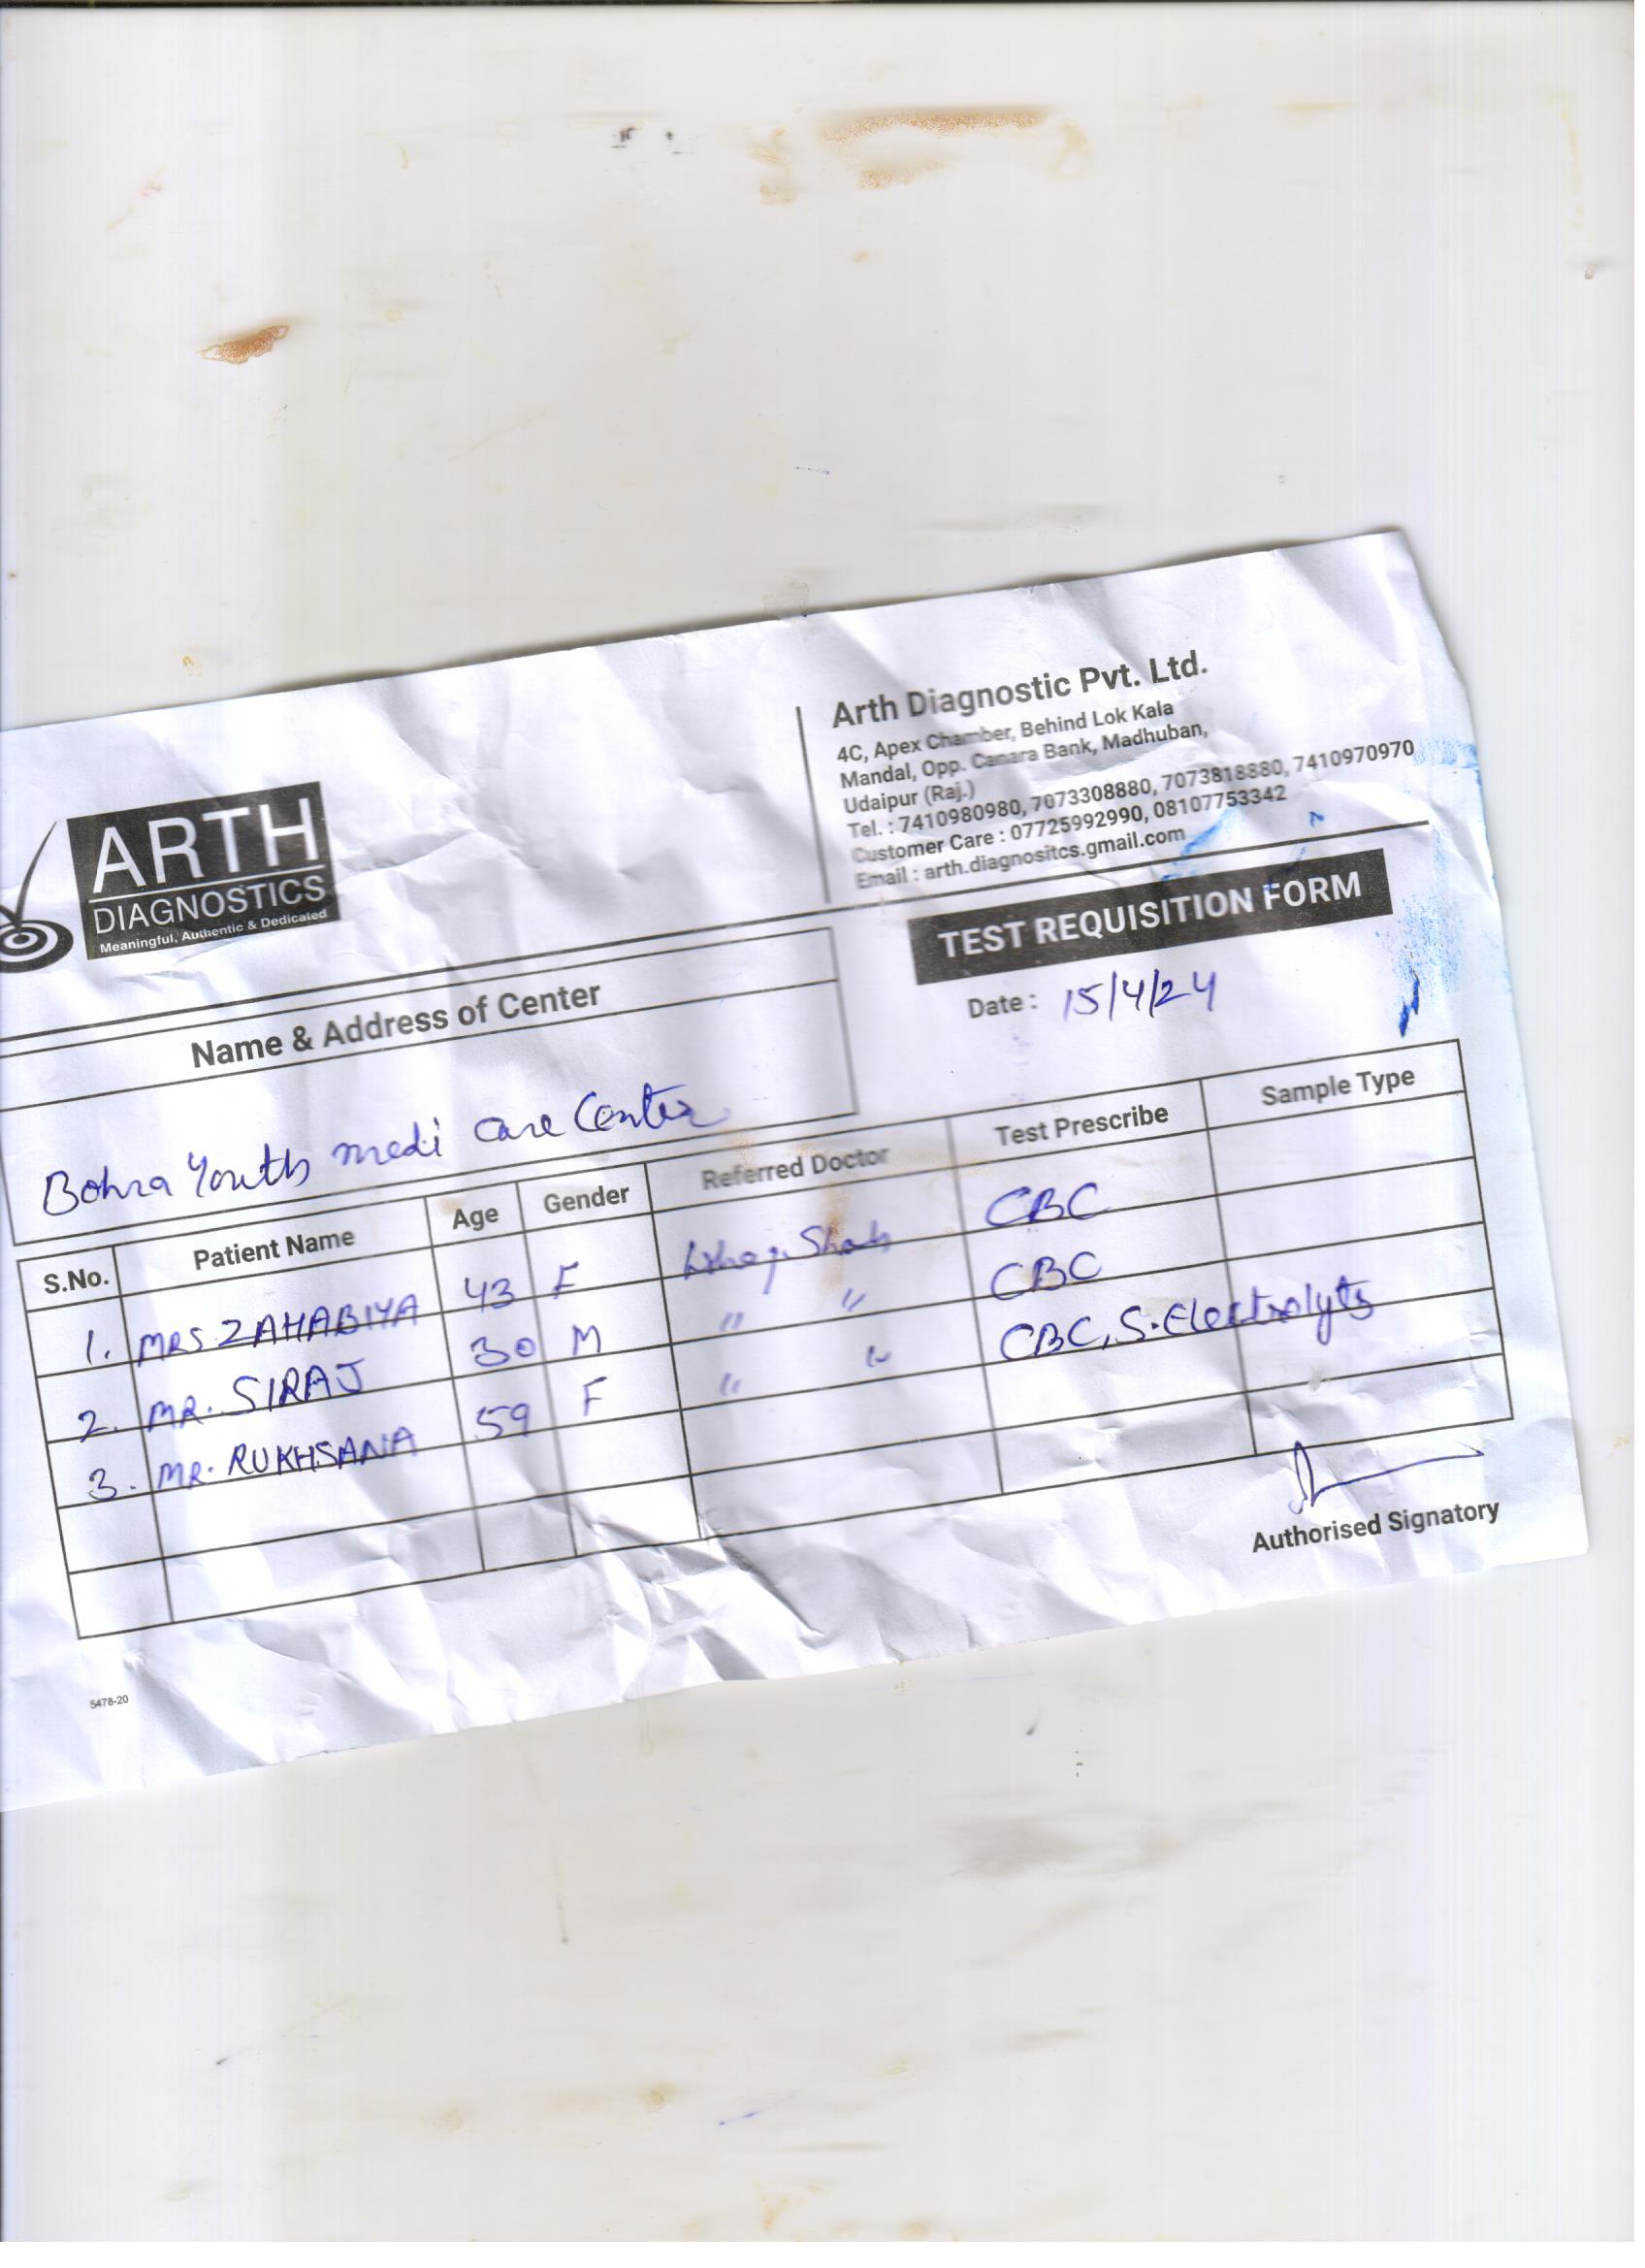 ARTH
DIAGNOSTICS
Meaningful, Authentic & Dedicated
Arth Diagnostic Pvt. Ltd.
4C, Apex Chamber, Behind Lok Kala
Mandal, Opp. Canara Bank, Madhuban,
Udaipur (Raj.)
Tel. : 7410980980, 7073308880, 7073818880, 7410970970
Customer Care : 07725992990, 08107753342
Email : arth.diagnositcs.gmail.com
TEST REQUISITION FORM
Name & Address of Center
Date : 15/4/24
Bohra Youth medi Care Center
S.No. Patient Name Age Gender Referred Doctor Test Prescribe Sample Type
1. MRS ZAHABIYA 43 F Shah CBC
2. MR. SIRAJ 30 M " " CBC
3. MR. RUKHSANA 59 F " " CBC, S. Electrolyts
Authorised Signatory
5478-20